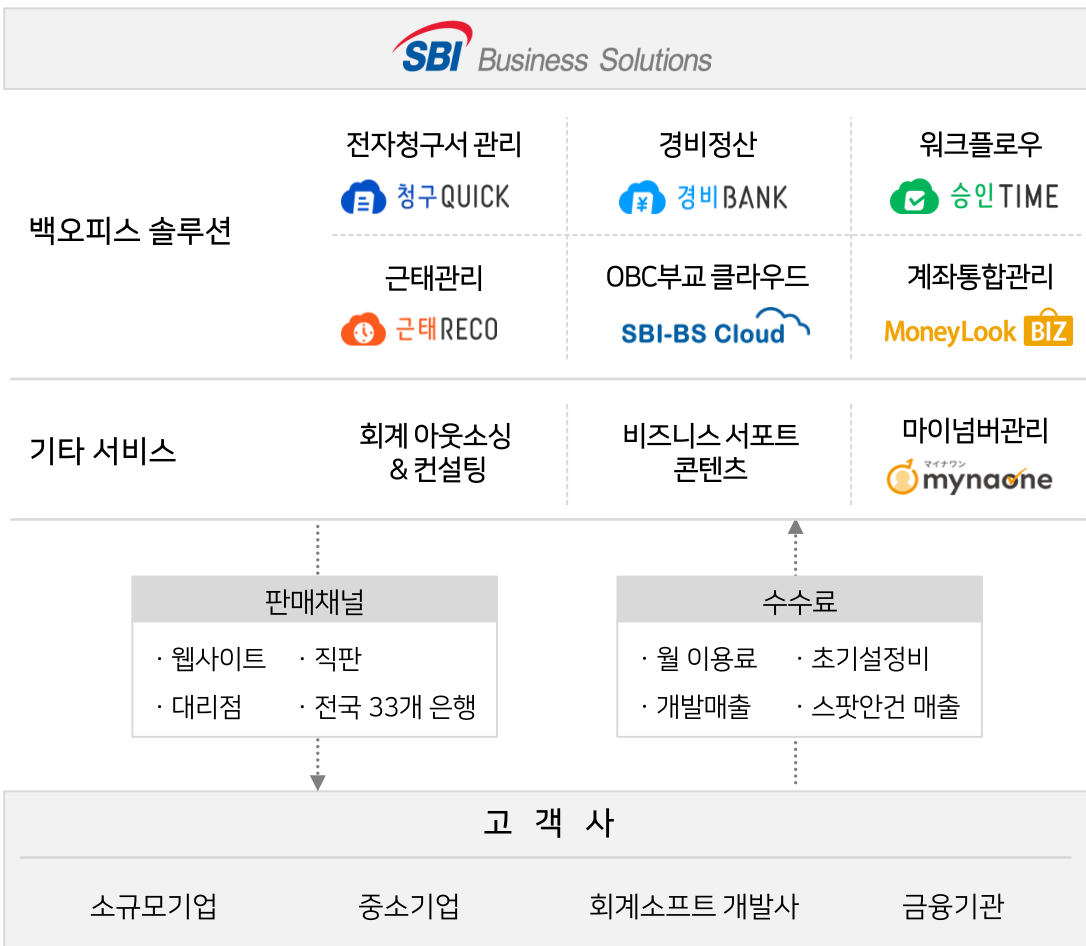 SBI Business Solutions
백오피스 솔루션
전자청구서 관리
청구QUICK
경비정산
경비BANK
워크플로우
승인TIME
근태관리
근태RECO
OBC부교 클라우드
SBI-BS Cloud
계좌통합관리
MoneyLook BIZ
기타 서비스
회계 아웃소싱
& 컨설팅
비즈니스 서포트
콘텐츠
마이넘버관리
マイナワン
mynaone
판매채널
· 웹사이트 · 직판
· 대리점 · 전국 33개 은행
수수료
· 월 이용료 · 초기설정비
· 개발매출 · 스팟안건 매출
고 객 사
소규모기업 중소기업 회계소프트 개발사 금융기관